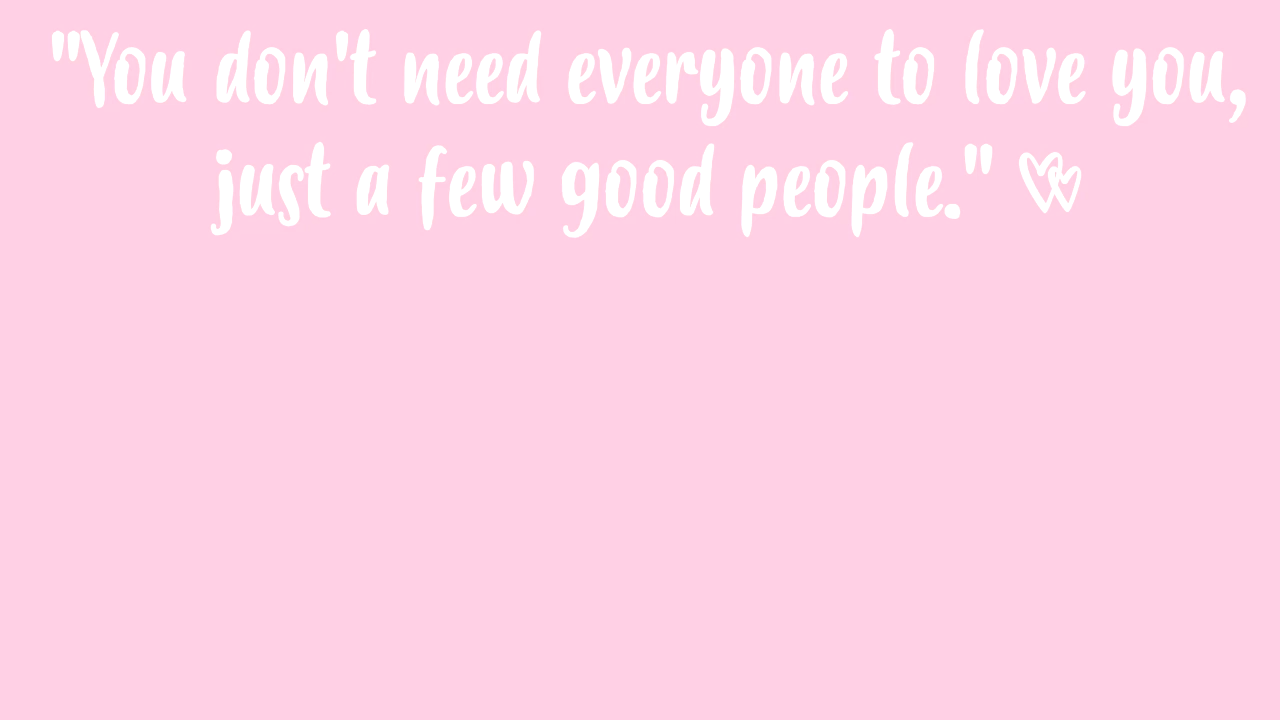 "You don't need everyone to love you,
just a few good people." 💕